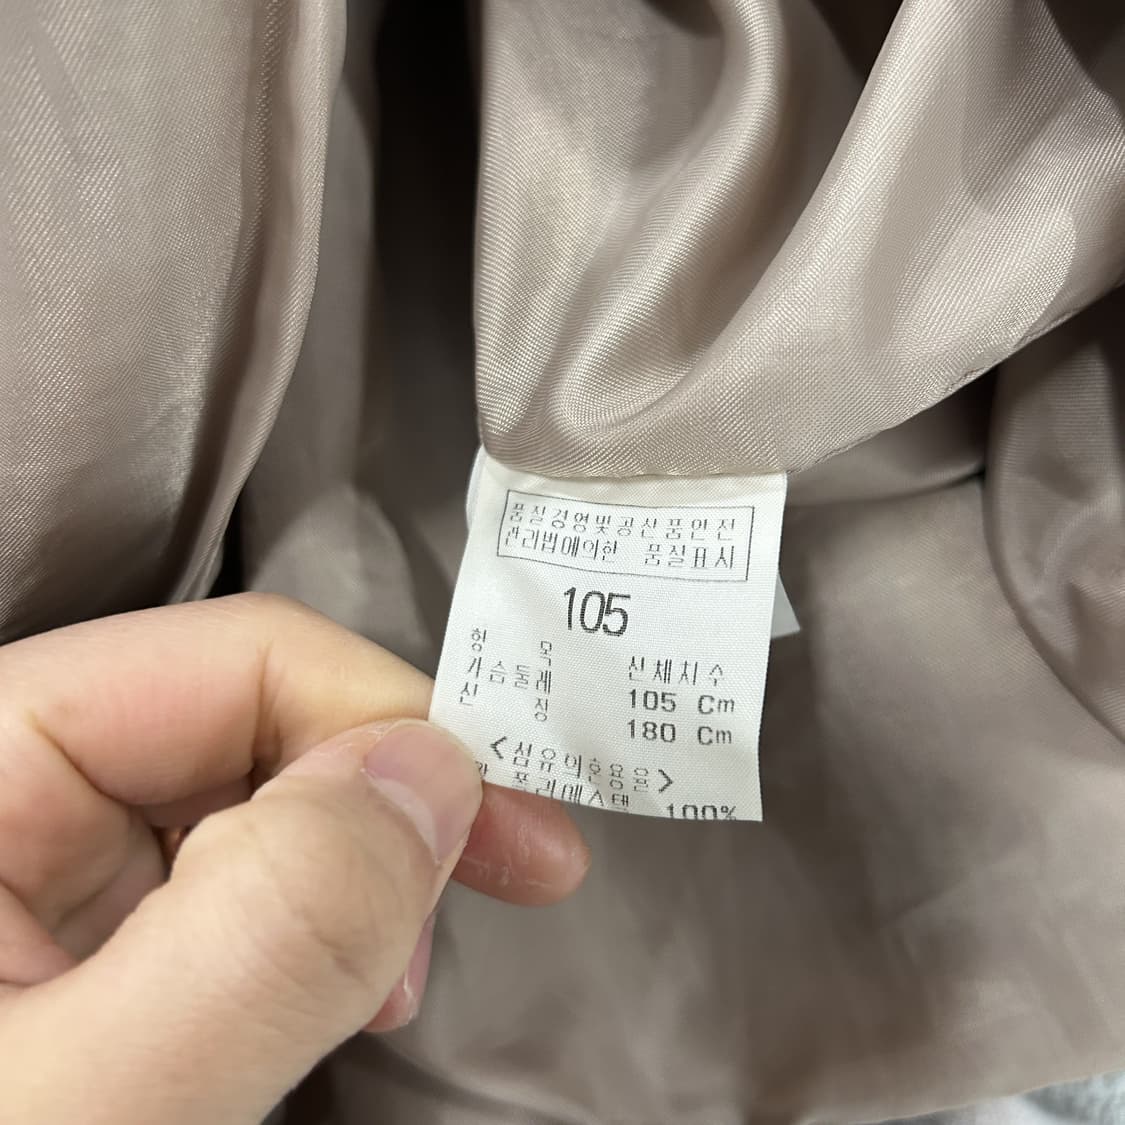 품질경영및공산품안전
관리법에의한 품질표시
105
형 목 신체치수
가슴둘레 105 Cm
신 정 180 Cm
<섬유의혼용율>
폴리에스텔 100%